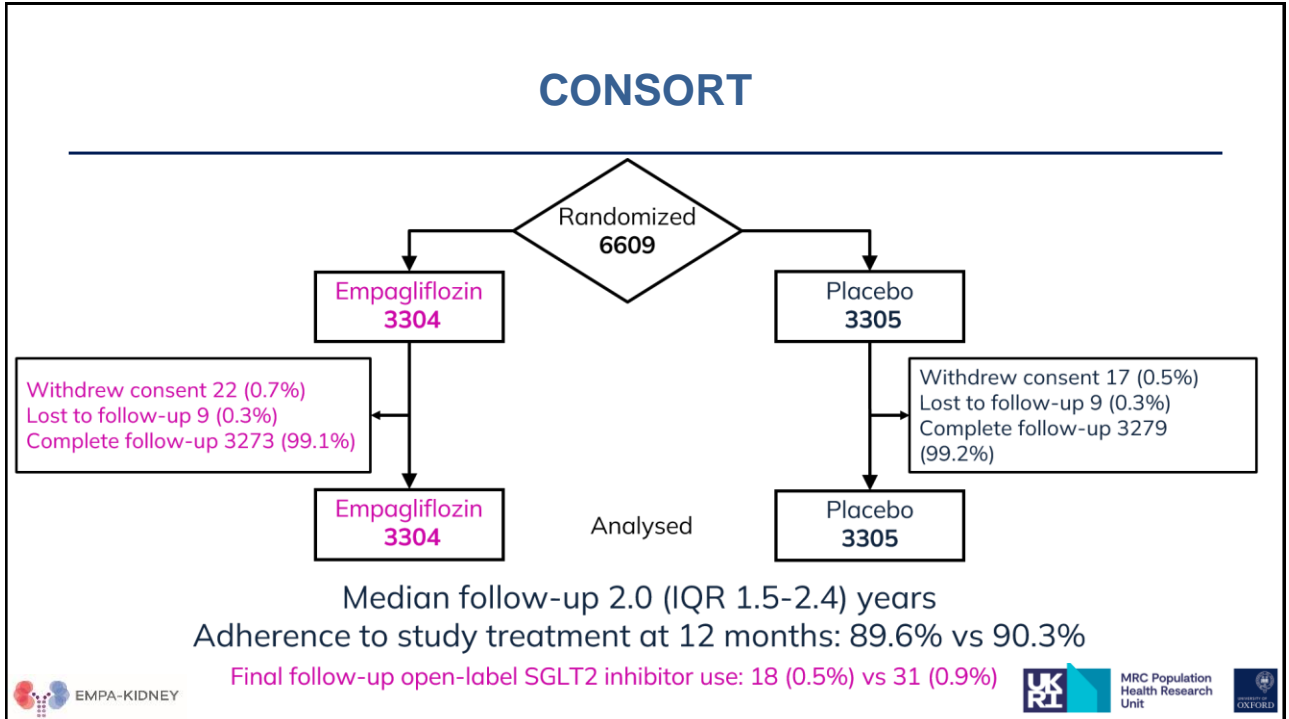 CONSORT
Randomized
6609
Empagliflozin
3304
Placebo
3305
Withdrew consent 22 (0.7%)
Lost to follow-up 9 (0.3%)
Complete follow-up 3273 (99.1%)
Withdrew consent 17 (0.5%)
Lost to follow-up 9 (0.3%)
Complete follow-up 3279
(99.2%)
Empagliflozin
3304
Analysed
Placebo
3305
Median follow-up 2.0 (IQR 1.5-2.4) years
Adherence to study treatment at 12 months: 89.6% vs 90.3%
Final follow-up open-label SGLT2 inhibitor use: 18 (0.5%) vs 31 (0.9%)
EMPA-KIDNEY
UK
RI
MRC Population
Health Research
Unit
UNIVERSITY OF
OXFORD